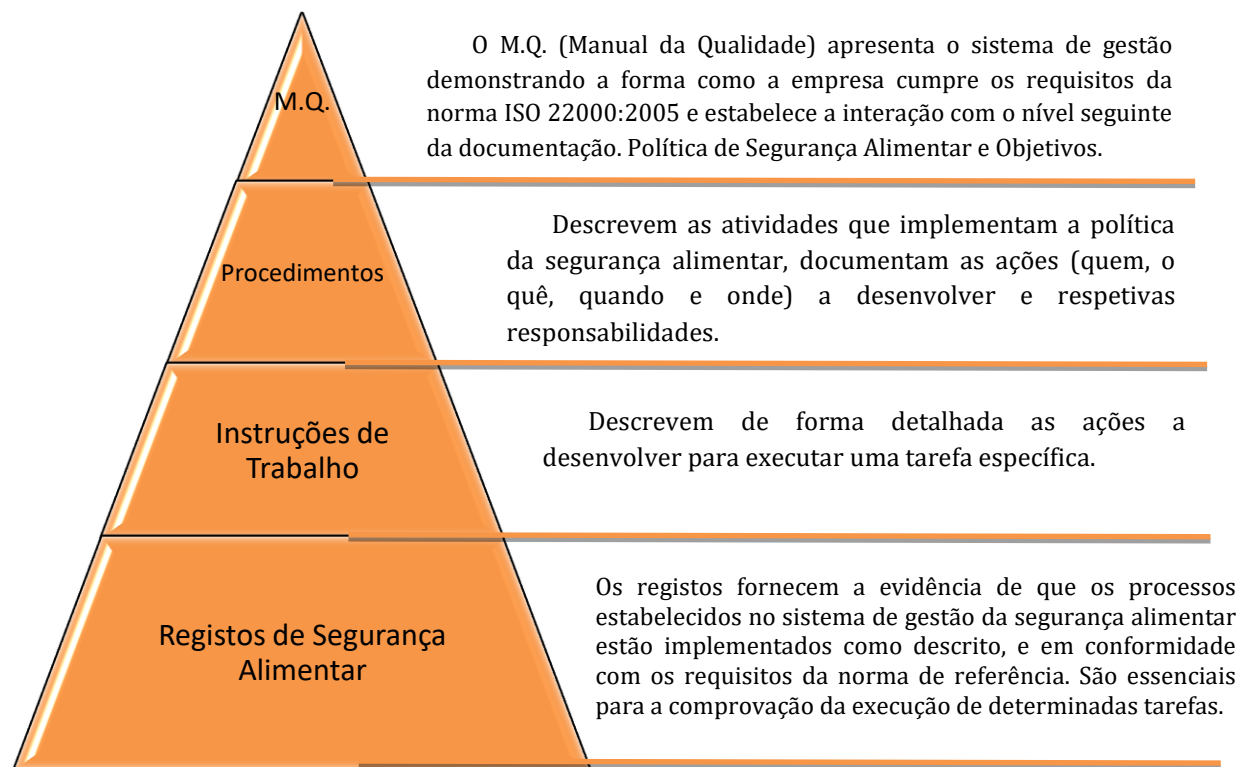 M.Q.
O M.Q. (Manual da Qualidade) apresenta o sistema de gestão
demonstrando a forma como a empresa cumpre os requisitos da
norma ISO 22000:2005 e estabelece a interação com o nível seguinte
da documentação. Política de Segurança Alimentar e Objetivos.
Procedimentos
Descrevem as atividades que implementam a política
da segurança alimentar, documentam as ações (quem, o
quê, quando e onde) a desenvolver e respetivas
responsabilidades.
Instruções de
Trabalho
Descrevem de forma detalhada as ações a
desenvolver para executar uma tarefa específica.
Registos de Segurança
Alimentar
Os registos fornecem a evidência de que os processos
estabelecidos no sistema de gestão da segurança alimentar
estão implementados como descrito, e em conformidade
com os requisitos da norma de referência. São essenciais
para a comprovação da execução de determinadas tarefas.